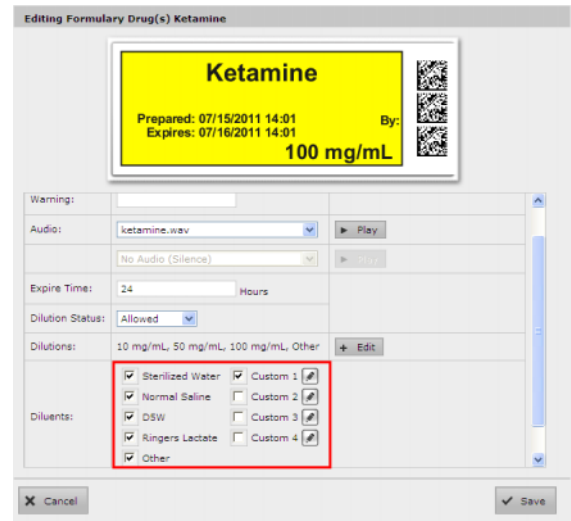 Editing Formulary Drug(s) Ketamine
Ketamine
Prepared: 07/15/2011 14:01 By:
Expires: 07/16/2011 14:01
100 mg/mL
Warning:
Audio: ketamine.wav Play
No Audio (Silence) Play
Expire Time: 24 Hours
Dilution Status: Allowed
Dilutions: 10 mg/mL, 50 mg/mL, 100 mg/mL, Other + Edit
Sterilized Water Custom 1
Normal Saline Custom 2
Diluents: D5W Custom 3
Ringers Lactate Custom 4
Other
Cancel Save